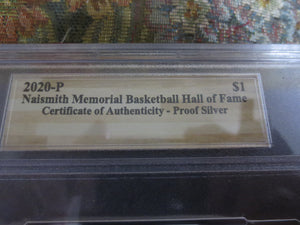 2020-P $1
Naismith Memorial Basketball Hall of Fame
Certificate of Authenticity - Proof Silver